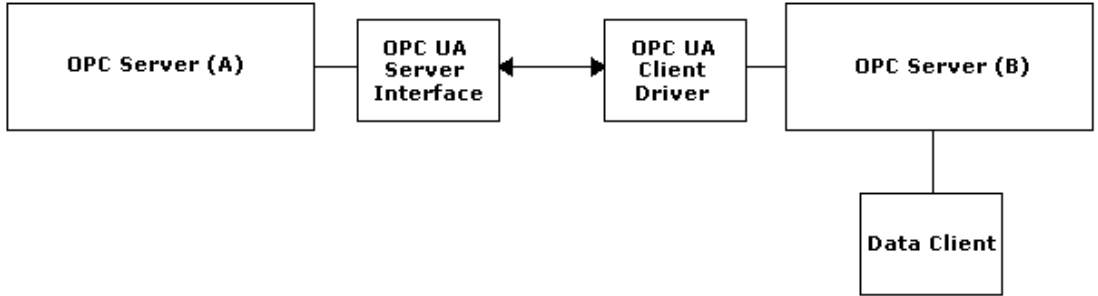 OPC Server (A)
OPC UA
Server
Interface
OPC UA
Client
Driver
OPC Server (B)
Data Client